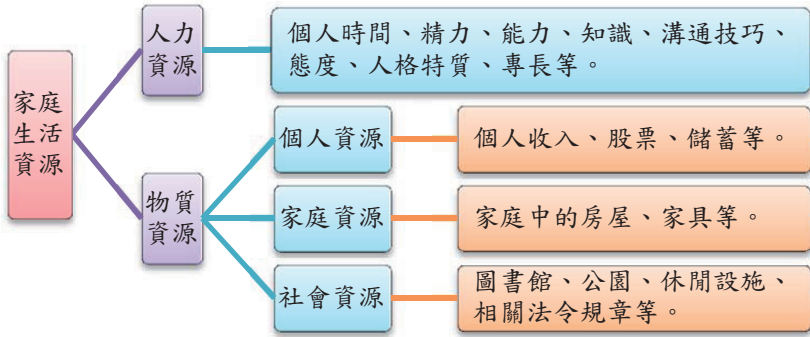 家庭
生活
資源
人力
資源
個人時間、精力、能力、知識、溝通技巧、
態度、人格特質、專長等。
物質
資源
個人資源
個人收入、股票、儲蓄等。
家庭資源
家庭中的房屋、家具等。
社會資源
圖書館、公園、休閒設施、
相關法令規章等。